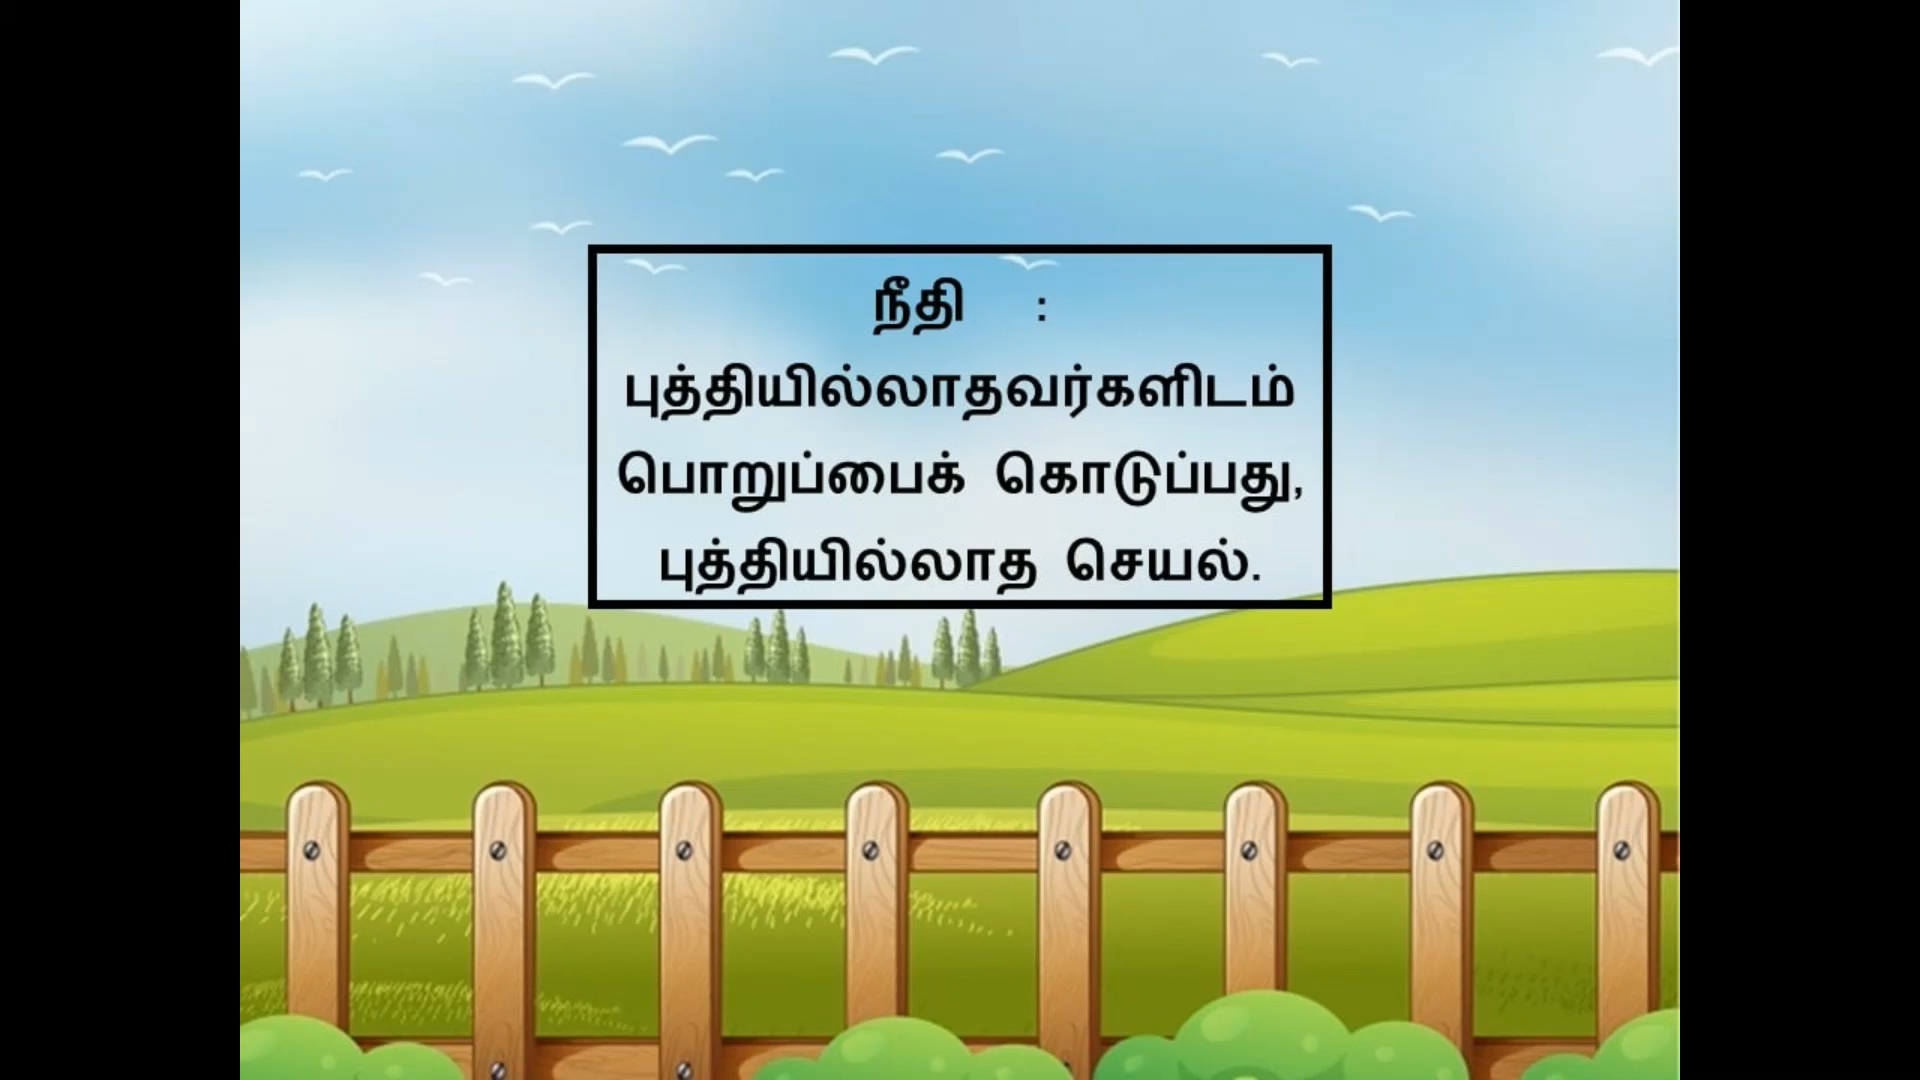 நீதி :
புத்தியில்லாதவர்களிடம்
பொறுப்பைக் கொடுப்பது,
புத்தியில்லாத செயல்.